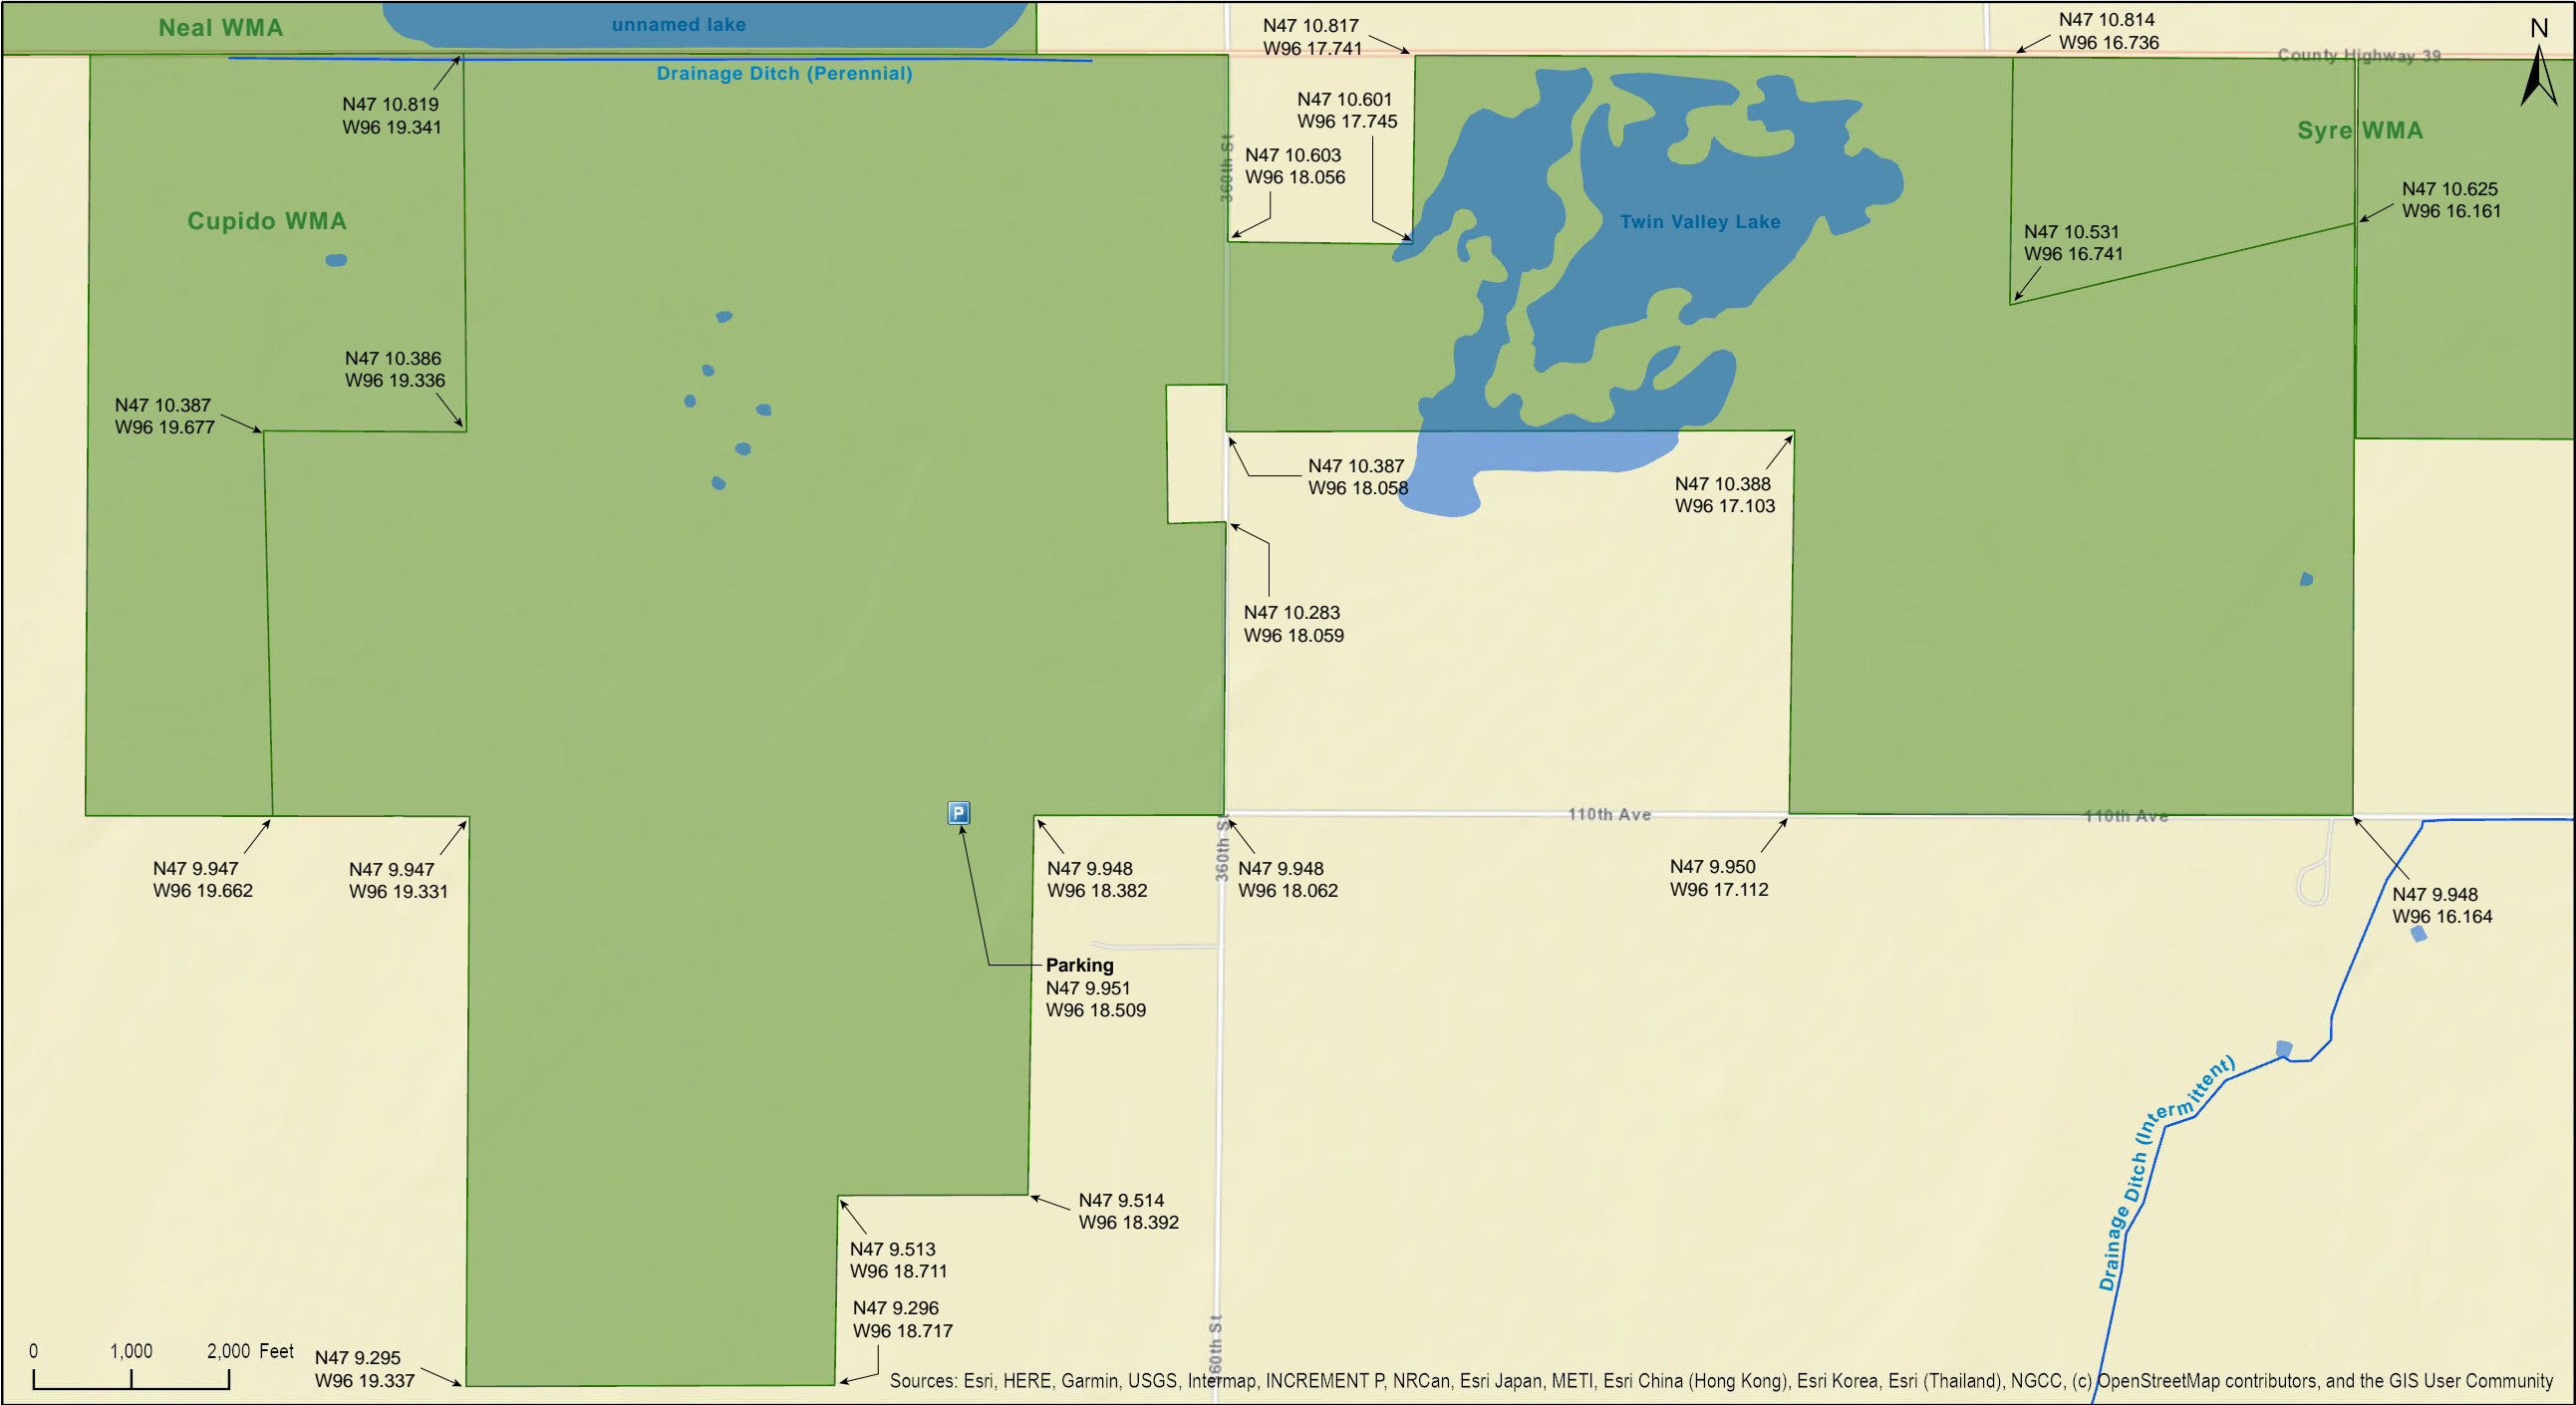 Neal WMA
unnamed lake
N47 10.817
W96 17.741
N47 10.814
W96 16.736
N
County Highway 39
Drainage Ditch (Perennial)
N47 10.819
W96 19.341
N47 10.601
W96 17.745
Syre WMA
N47 10.603
W96 18.056
360th St
N47 10.625
W96 16.161
Cupido WMA
Twin Valley Lake
N47 10.531
W96 16.741
N47 10.386
W96 19.336
N47 10.387
W96 19.677
N47 10.387
W96 18.058
N47 10.388
W96 17.103
N47 10.283
W96 18.059
P
110th Ave
110th Ave
360th St
N47 9.947
W96 19.662
N47 9.947
W96 19.331
N47 9.948
W96 18.382
N47 9.948
W96 18.062
N47 9.950
W96 17.112
N47 9.948
W96 16.164
Parking
N47 9.951
W96 18.509
Drainage Ditch (Intermittent)
N47 9.514
W96 18.392
N47 9.513
W96 18.711
N47 9.296
W96 18.717
360th St
0 1,000 2,000 Feet
N47 9.295
W96 19.337
Sources: Esri, HERE, Garmin, USGS, Intermap, INCREMENT P, NRCan, Esri Japan, METI, Esri China (Hong Kong), Esri Korea, Esri (Thailand), NGCC, (c) OpenStreetMap contributors, and the GIS User Community